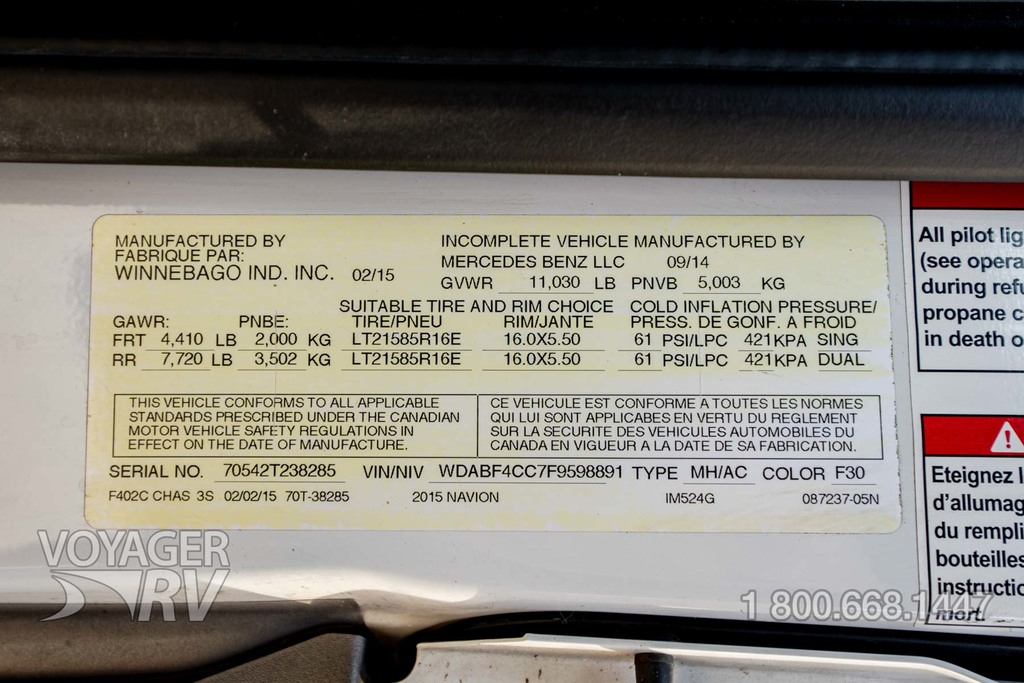 MANUFACTURED BY
FABRIQUE PAR:
WINNEBAGO IND. INC. 02/15
INCOMPLETE VEHICLE MANUFACTURED BY
MERCEDES BENZ LLC 09/14
GVWR 11,030 LB PNVB 5,003 KG
SUITABLE TIRE AND RIM CHOICE COLD INFLATION PRESSURE/
GAWR: PNBE: TIRE/PNEU RIM/JANTE PRESS. DE GONF. A FROID
FRT 4,410 LB 2,000 KG LT21585R16E 16.0X5.50 61 PSI/LPC 421KPA SING
RR 7,720 LB 3,502 KG LT21585R16E 16.0X5.50 61 PSI/LPC 421KPA DUAL
THIS VEHICLE CONFORMS TO ALL APPLICABLE
STANDARDS PRESCRIBED UNDER THE CANADIAN
MOTOR VEHICLE SAFETY REGULATIONS IN
EFFECT ON THE DATE OF MANUFACTURE.
CE VEHICULE EST CONFORME A TOUTES LES NORMES
QUI LUI SONT APPLICABES EN VERTU DU REGLEMENT
SUR LA SECURITE DES VEHICULES AUTOMOBILES DU
CANADA EN VIGUEUR A LA DATE DE SA FABRICATION.
SERIAL NO. 70542T238285 VIN/NIV WDABF4CC7F9598891 TYPE MH/AC COLOR F30
F402C CHAS 3S 02/02/15 70T-38285 2015 NAVION IM524G 087237-05N
All pilot lig
(see opera
during refu
propane c
in death o
Eteignez l
d'allumag
du rempli
bouteilles
instructio
mort.
VOYAGER
RV
1 800.668.1447